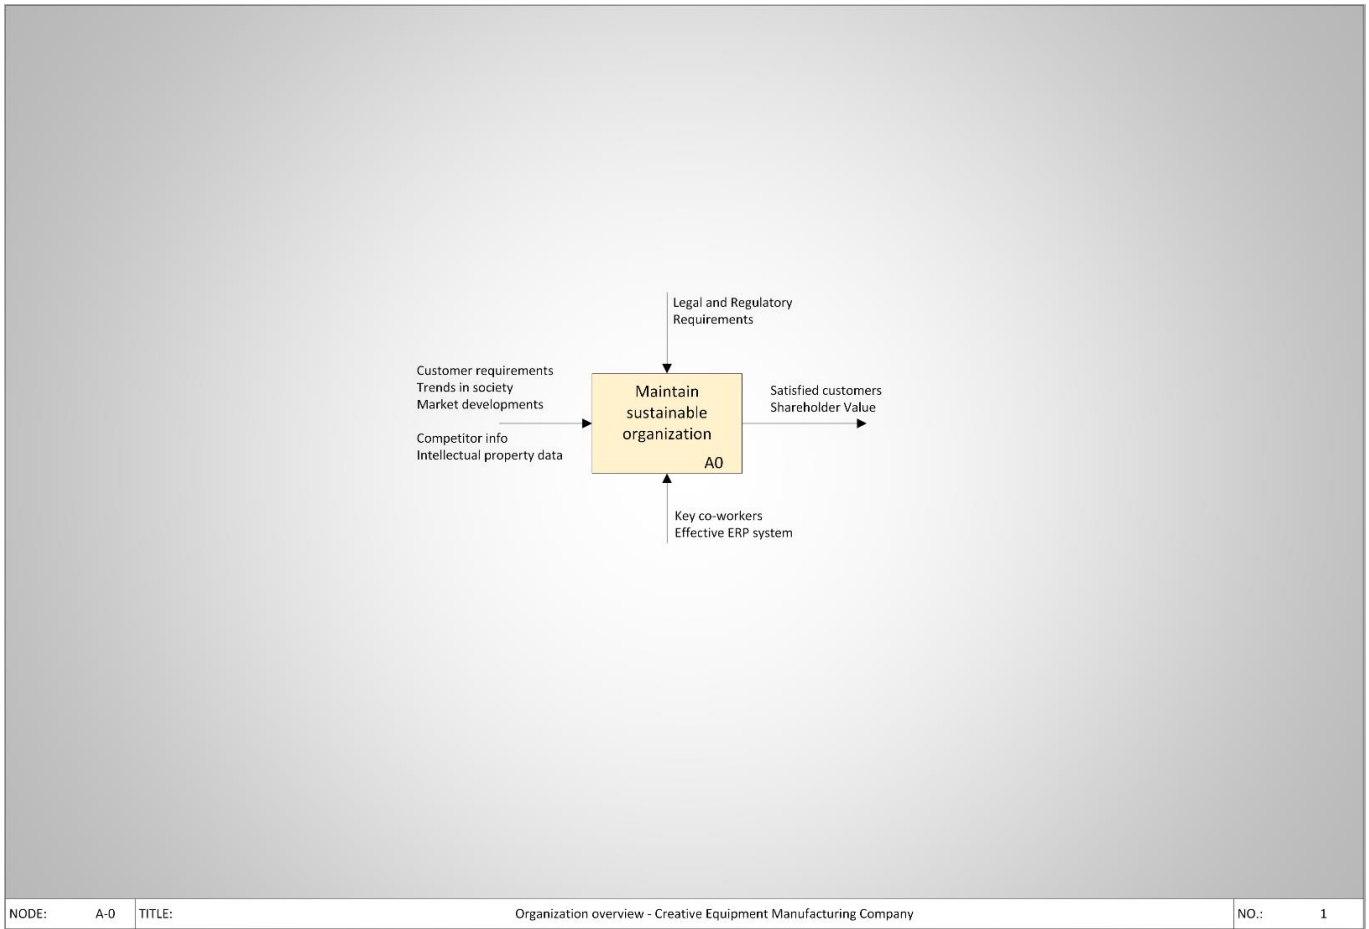 Legal and Regulatory
Requirements
Customer requirements
Trends in society
Market developments
Competitor info
Intellectual property data
Maintain
sustainable
organization
A0
Satisfied customers
Shareholder Value
Key co-workers
Effective ERP system
NODE: A-0 TITLE: Organization overview - Creative Equipment Manufacturing Company NO.: 1